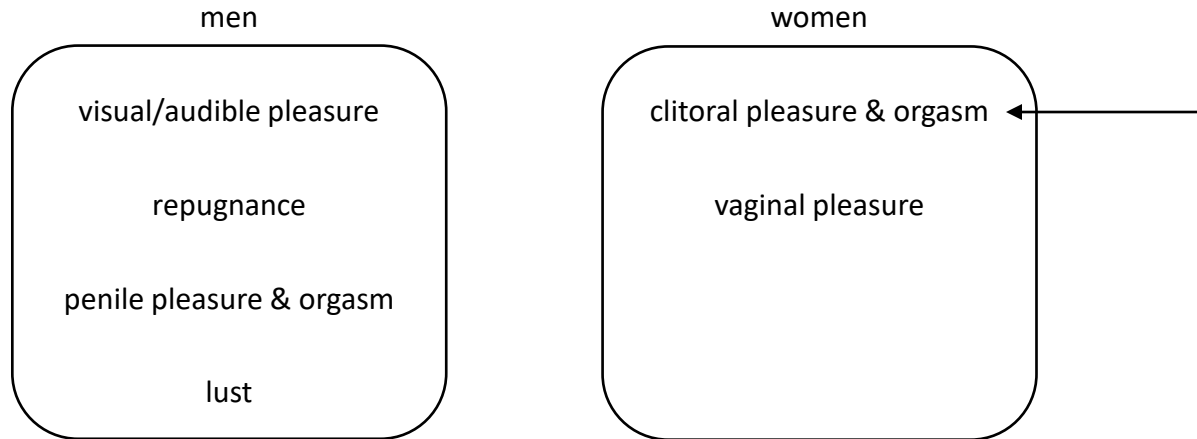 men
visual/audible pleasure
repugnance
penile pleasure & orgasm
lust
women
clitoral pleasure & orgasm
vaginal pleasure